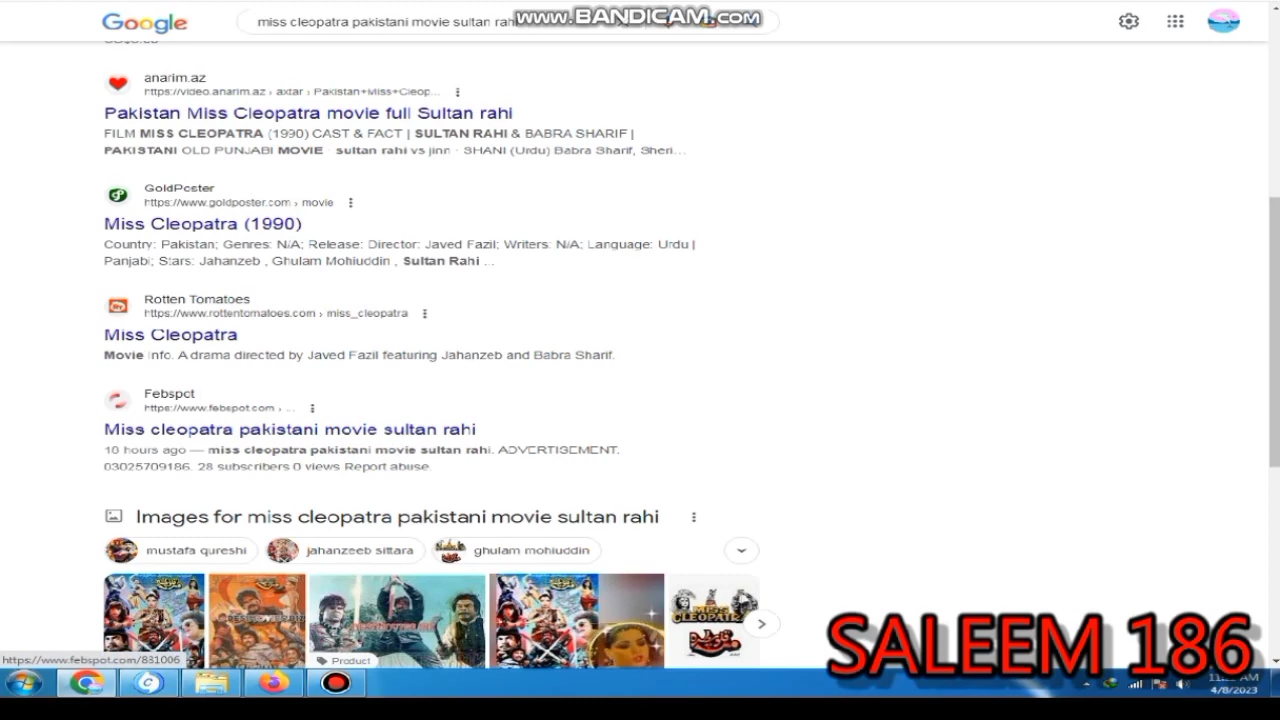 www.BANDICAM.com
Google
miss cleopatra pakistani movie sultan rahi
anarim.az
https://video.anarim.az › axtar › Pakistan+Miss+Cleop...
Pakistan Miss Cleopatra movie full Sultan rahi
FILM MISS CLEOPATRA (1990) CAST & FACT | SULTAN RAHI & BABRA SHARIF |
PAKISTANI OLD PUNJABI MOVIE · sultan rahi vs jinn · SHANI (Urdu) Babra Sharif, Sheri...
GoldPoster
https://www.goldposter.com › movie
Miss Cleopatra (1990)
Country: Pakistan; Genres: N/A; Release: Director: Javed Fazil; Writers: N/A; Language: Urdu |
Panjabi; Stars: Jahanzeb , Ghulam Mohiuddin , Sultan Rahi ...
Rotten Tomatoes
https://www.rottentomatoes.com › miss_cleopatra
Miss Cleopatra
Movie Info. A drama directed by Javed Fazil featuring Jahanzeb and Babra Sharif.
Febspot
https://www.febspot.com › ...
Miss cleopatra pakistani movie sultan rahi
10 hours ago — miss cleopatra pakistani movie sultan rahi. ADVERTISEMENT.
03025709186. 28 subscribers 0 views Report abuse.
Images for miss cleopatra pakistani movie sultan rahi
mustafa qureshi
jahanzeeb sittara
ghulam mohiuddin
MISS
CLEOPATRA
Product
https://www.febspot.com/881006
SALEEM 186
4/8/2023